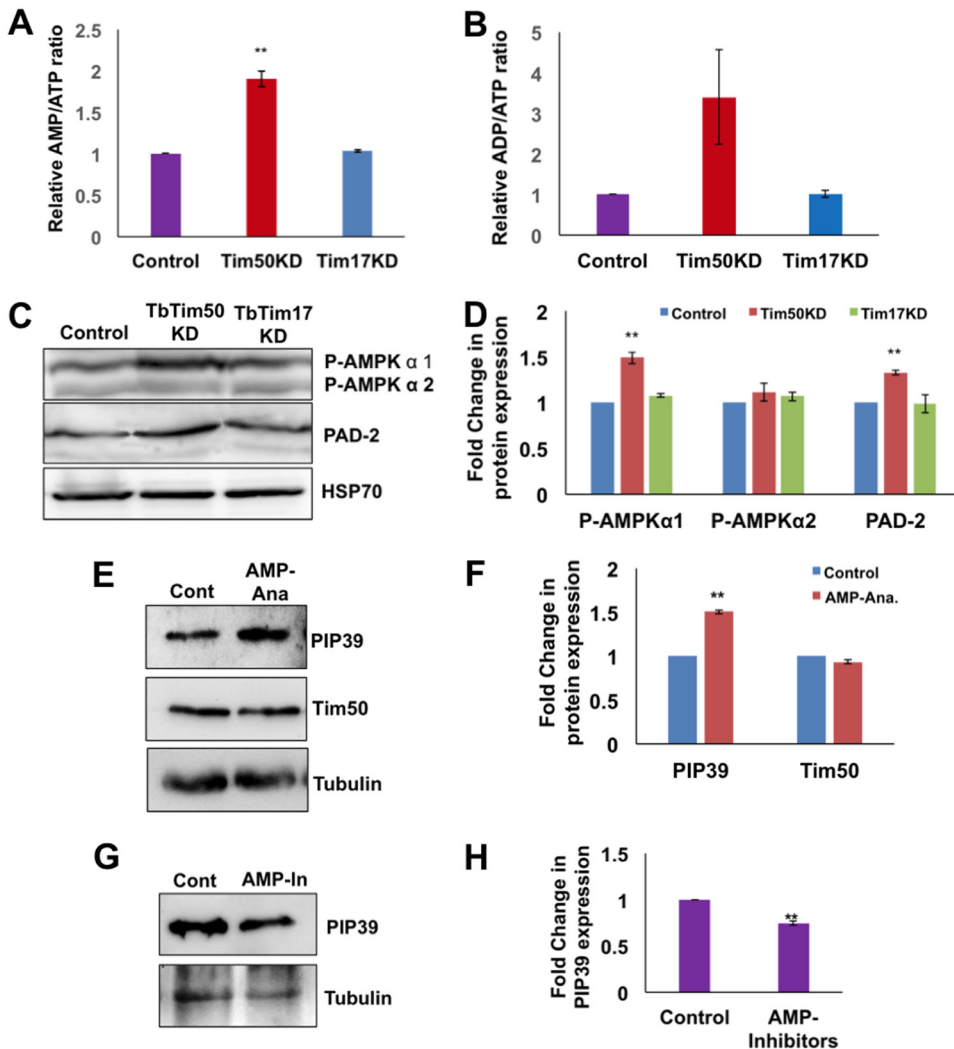 A
Relative AMP/ATP ratio
2.5
2
1.5
1
0.5
0
**
Control Tim50KD Tim17KD
B
Relative ADP/ATP ratio
5
4
3
2
1
0
Control Tim50KD Tim17KD
C
Control TbTim50 KD TbTim17 KD
P-AMPK α 1
P-AMPK α 2
PAD-2
HSP70
D
Control Tim50KD Tim17KD
Fold Change in
protein expression
2
1.5
1
0.5
0
** **
P-AMPKα1 P-AMPKα2 PAD-2
E
Cont AMP-
Ana
PIP39
Tim50
Tubulin
F
Control
AMP-Ana.
Fold Change in
protein expression
2
1.5
1
0.5
0
**
PIP39 Tim50
G
Cont AMP-In
PIP39
Tubulin
H
Fold Change in
PIP39 expression
1.5
1
0.5
0
**
Control AMP-
Inhibitors